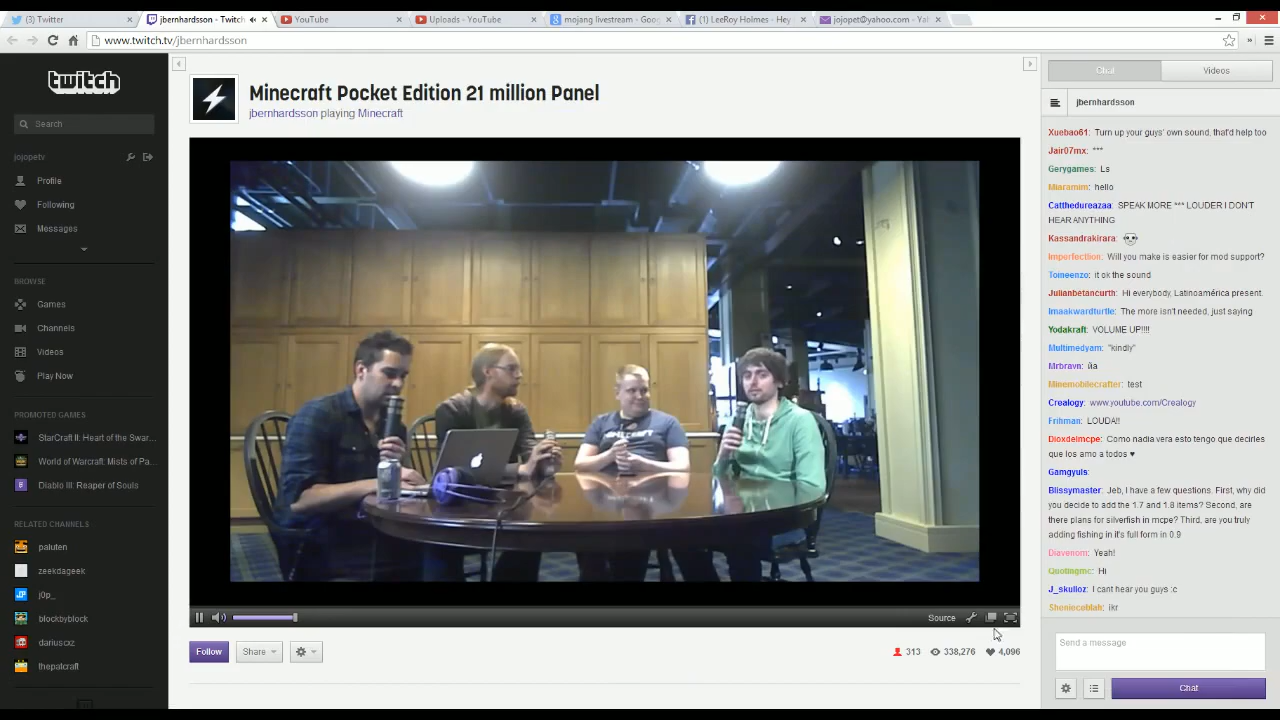 (3) Twitter
jbernhardsson - Twitch
YouTube
Uploads - YouTube
mojang livestream - Goo
(1) LeeRoy Holmes - Hey
jojopet@yahoo.com - Ya
www.twitch.tv/jbernhardsson
twitch
Search
jojopetv
Profile
Following
Messages
BROWSE
Games
Channels
Videos
Play Now
PROMOTED GAMES
StarCraft II: Heart of the Swar...
World of Warcraft: Mists of Pa...
Diablo III: Reaper of Souls
RELATED CHANNELS
paluten
zeekdageek
j0p_
blockbyblock
dariuscxz
thepatcraft
Minecraft Pocket Edition 21 million Panel
jbernhardsson playing Minecraft
Source
Follow
Share
313
338,276
4,096
Chat
Videos
jbernhardsson
Xuebao61: Turn up your guys' own sound, that'd help too
Jair07mx: ***
Gerygames: Ls
Miaramim: hello
Catthedureazaa: SPEAK MORE *** LOUDER I DON'T
HEAR ANYTHING
Kassandrakirara:
Imperfection: Will you make is easier for mod support?
Tomeenzo: it ok the sound
Julianbetancurth: Hi everybody, Latinoamérica present.
Imaakwardturtle: The more isn't needed, just saying
Yodakraft: VOLUME UP!!!!
Multimedyam: "kindly"
Mrbravn: йа
Minemobilecrafter: test
Crealogy: www.youtube.com/Crealogy
Frihman: LOUDA!!
Dioxdelmcpe: Como nadia vera esto tengo que decirles
que los amo a todos ♥
Gamgyuls:
Blissymaster: Jeb, I have a few questions. First, why did
you decide to add the 1.7 and 1.8 items? Second, are
there plans for silverfish in mcpe? Third, are you truly
adding fishing in it's full form in 0.9
Diavenom: Yeah!
Quotingmc: Hi
J_skulloz: I cant hear you guys :c
Shenieceblah: ikr
Send a message
Chat